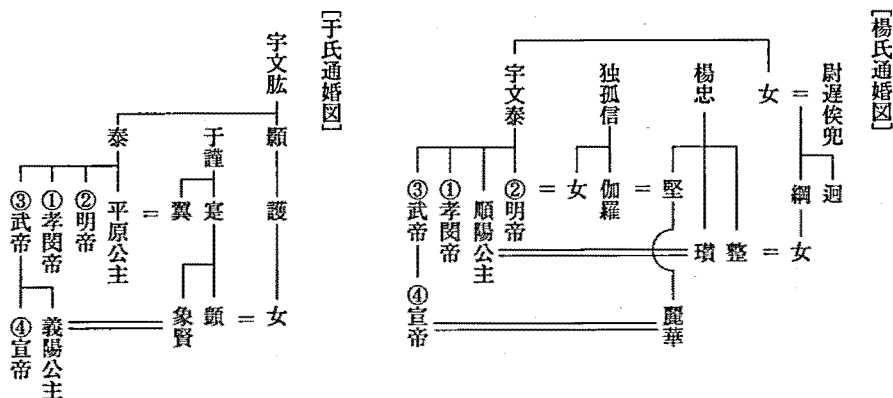 [楊氏通婚図]
尉遅俟兜
迥
綱
=
女
女
=
整
楊忠
瓚
堅
=
麗華
独孤信
伽羅
女
=
宇文泰
②明帝
順陽公主
①孝閔帝
③武帝
④宣帝
[于氏通婚図]
宇文肱
顥
護
女
=
于謹
寔
顗
象賢
翼
=
泰
平原公主
②明帝
①孝閔帝
③武帝
義陽公主
④宣帝